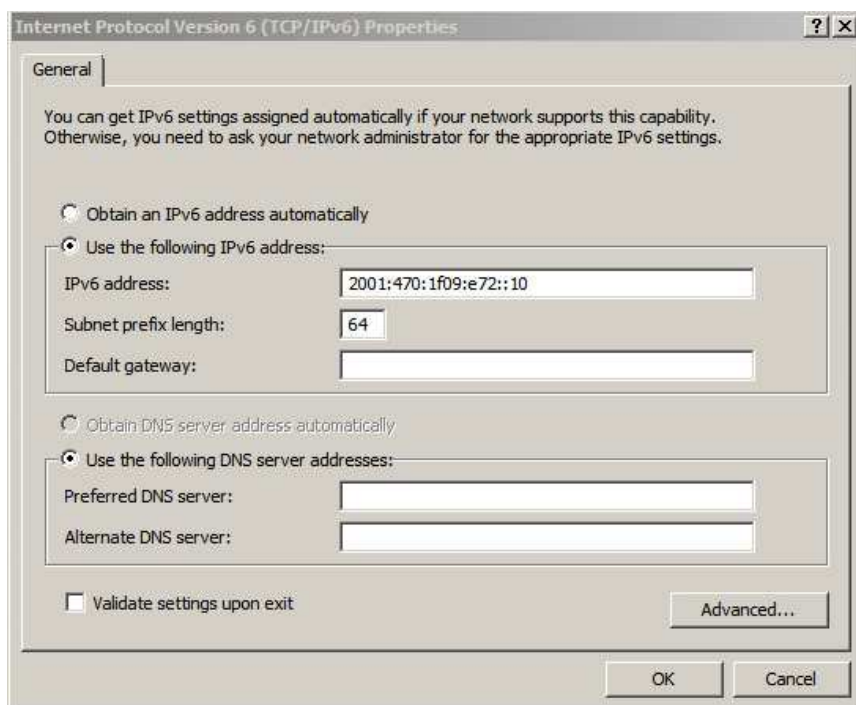 Internet Protocol Version 6 (TCP/IPv6) Properties
General
You can get IPv6 settings assigned automatically if your network supports this capability.
Otherwise, you need to ask your network administrator for the appropriate IPv6 settings.
Obtain an IPv6 address automatically
Use the following IPv6 address:
IPv6 address: 2001:470:1f09:e72::10
Subnet prefix length: 64
Default gateway:
Obtain DNS server address automatically
Use the following DNS server addresses:
Preferred DNS server:
Alternate DNS server:
Validate settings upon exit
Advanced...
OK Cancel